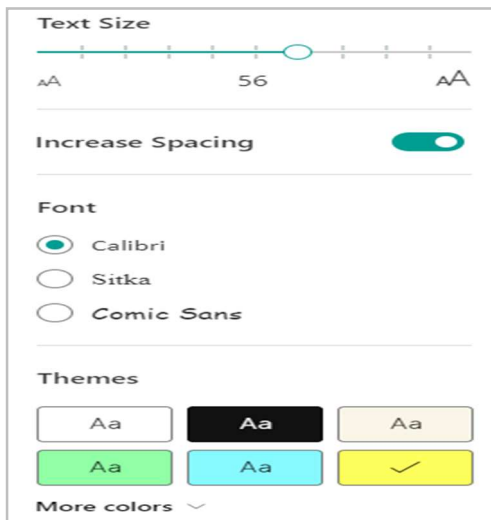 Text Size
AA 56 AA
Increase Spacing
Font
Calibri
Sitka
Comic Sans
Themes
Aa Aa Aa
Aa Aa
More colors